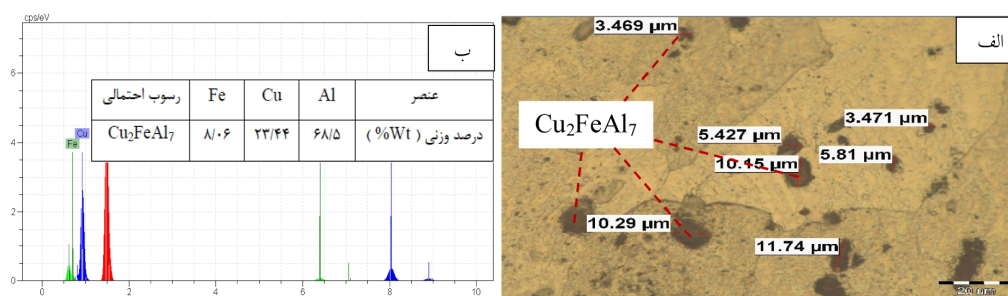 الف
3.469 µm
Cu₂FeAl₇
3.471 µm
5.427 µm
5.81 µm
10.15 µm
10.29 µm
11.74 µm
20 µm
ب
cps/eV
عنصر Al Cu Fe رسوب احتمالی
درصد وزنی ( Wt%) ۶۸/۵ ۲۳/۴۴ ۸/۰۶ Cu₂FeAl₇
Fe Cu
6
4
2
0
0 2 4 6 8 10